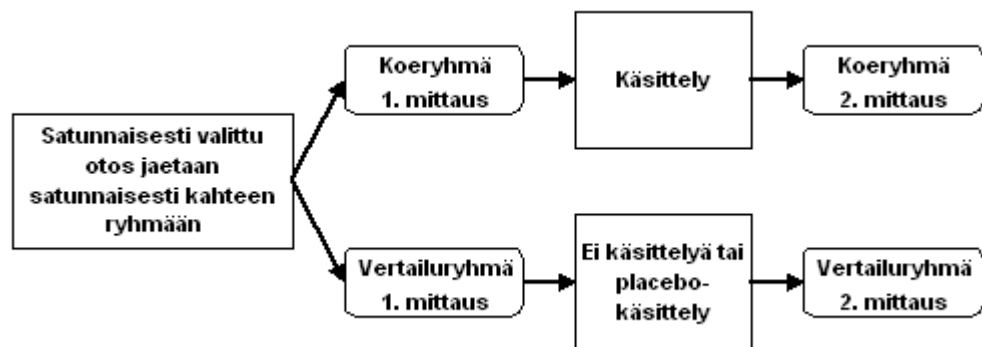 Satunnaisesti valittu
otos jaetaan
satunnaisesti kahteen
ryhmään
Koeryhmä
1. mittaus
Käsittely
Koeryhmä
2. mittaus
Vertailuryhmä
1. mittaus
Ei käsittelyä tai
placebo-
käsittely
Vertailuryhmä
2. mittaus